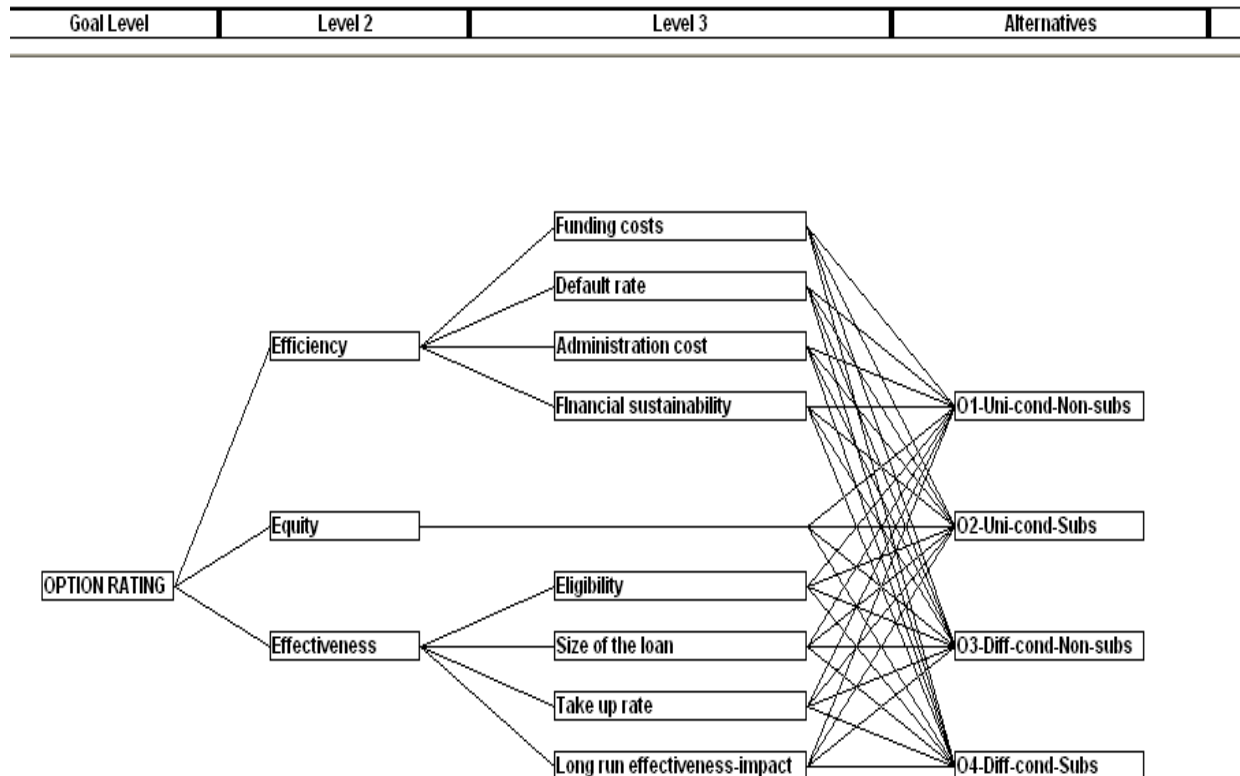 Goal Level
Level 2
Level 3
Alternatives
Funding costs
Default rate
Efficiency
Administration cost
FInancial sustainability
O1-Uni-cond-Non-subs
Equity
O2-Uni-cond-Subs
OPTION RATING
Eligibility
Effectiveness
Size of the loan
O3-Diff-cond-Non-subs
Take up rate
Long run effectiveness-impact
O4-Diff-cond-Subs